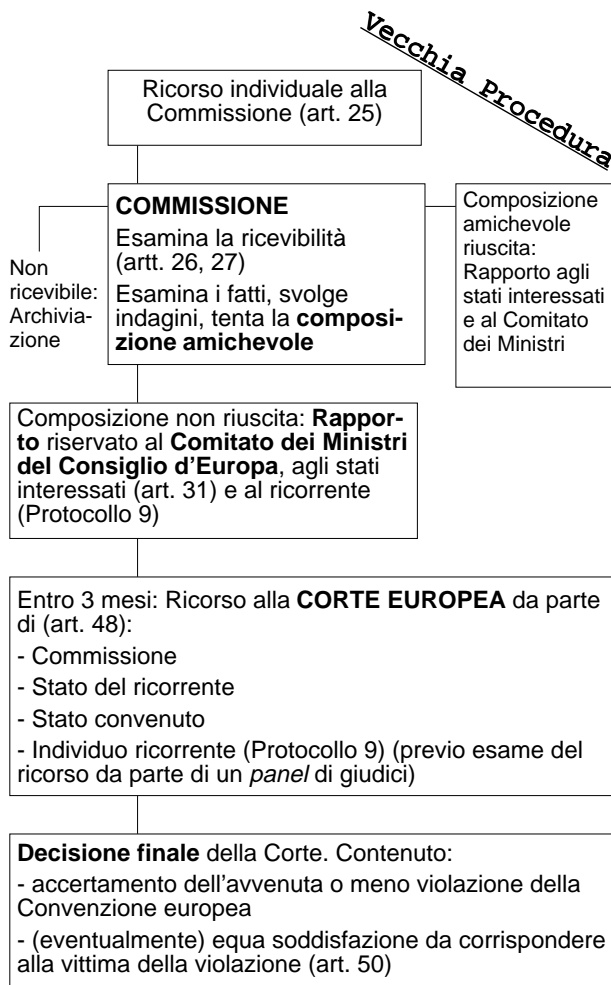 Vecchia Procedura
Ricorso individuale alla
Commissione (art. 25)
COMMISSIONE
Esamina la ricevibilità
(artt. 26, 27)
Esamina i fatti, svolge
indagini, tenta la composi-
zione amichevole
Non
ricevibile:
Archivia-
zione
Composizione
amichevole
riuscita:
Rapporto agli
stati interessati
e al Comitato
dei Ministri
Composizione non riuscita: Rappor-
to riservato al Comitato dei Ministri
del Consiglio d'Europa, agli stati
interessati (art. 31) e al ricorrente
(Protocollo 9)
Entro 3 mesi: Ricorso alla CORTE EUROPEA da parte
di (art. 48):
- Commissione
- Stato del ricorrente
- Stato convenuto
- Individuo ricorrente (Protocollo 9) (previo esame del
ricorso da parte di un panel di giudici)
Decisione finale della Corte. Contenuto:
- accertamento dell'avvenuta o meno violazione della
Convenzione europea
- (eventualmente) equa soddisfazione da corrispondere
alla vittima della violazione (art. 50)